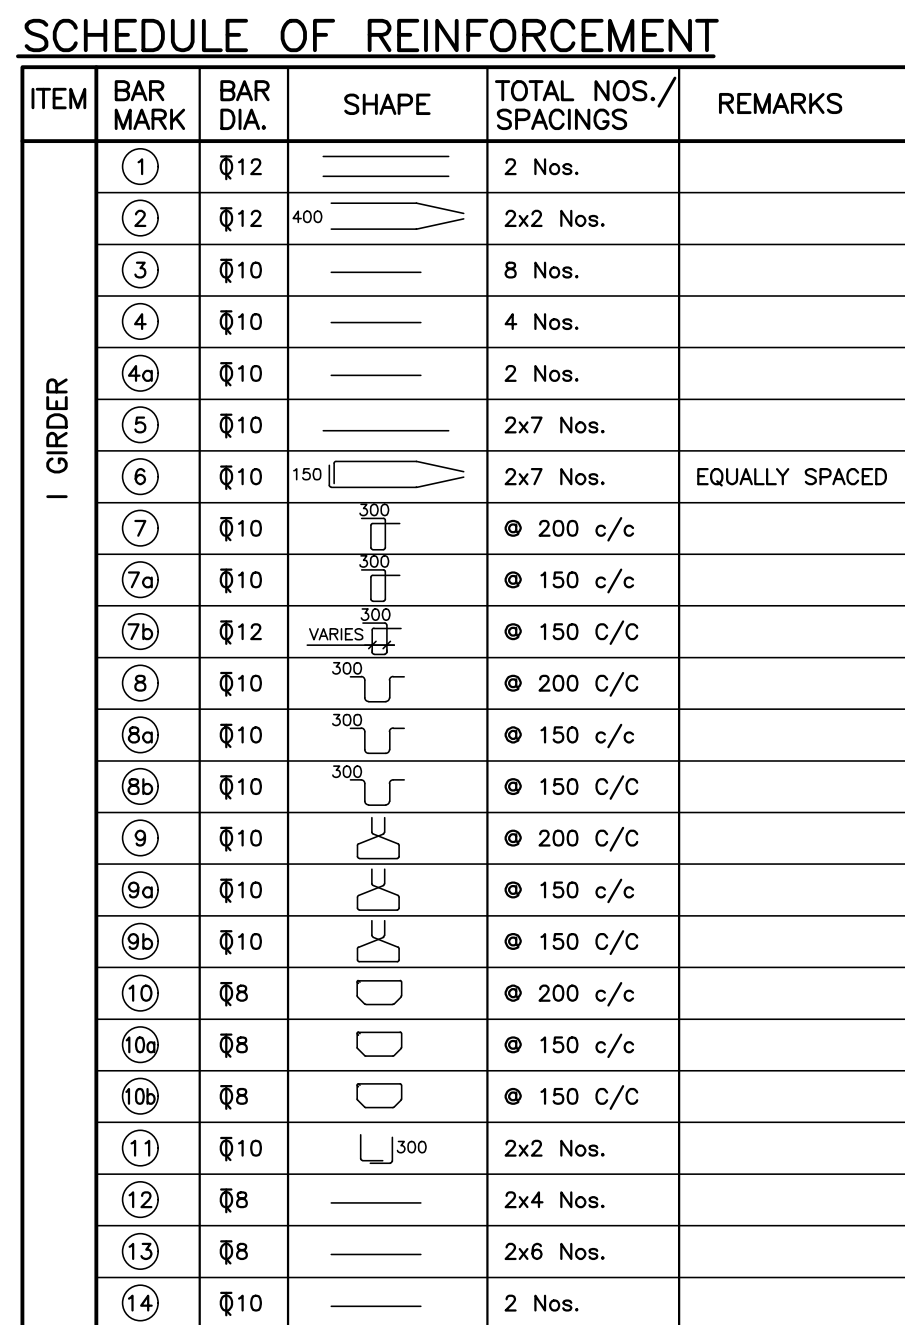 SCHEDULE OF REINFORCEMENT
ITEM BAR MARK BAR DIA. SHAPE TOTAL NOS./ SPACINGS REMARKS
I GIRDER
1 Φ12 2 Nos.
2 Φ12 400 2x2 Nos.
3 Φ10 8 Nos.
4 Φ10 4 Nos.
4a Φ10 2 Nos.
5 Φ10 2x7 Nos.
6 Φ10 150 2x7 Nos. EQUALLY SPACED
7 Φ10 300 @ 200 c/c
7a Φ10 300 @ 150 c/c
7b Φ12 300 VARIES @ 150 C/C
8 Φ10 300 @ 200 C/C
8a Φ10 300 @ 150 c/c
8b Φ10 300 @ 150 C/C
9 Φ10 @ 200 C/C
9a Φ10 @ 150 c/c
9b Φ10 @ 150 C/C
10 Φ8 @ 200 c/c
10a Φ8 @ 150 c/c
10b Φ8 @ 150 C/C
11 Φ10 300 2x2 Nos.
12 Φ8 2x4 Nos.
13 Φ8 2x6 Nos.
14 Φ10 2 Nos.